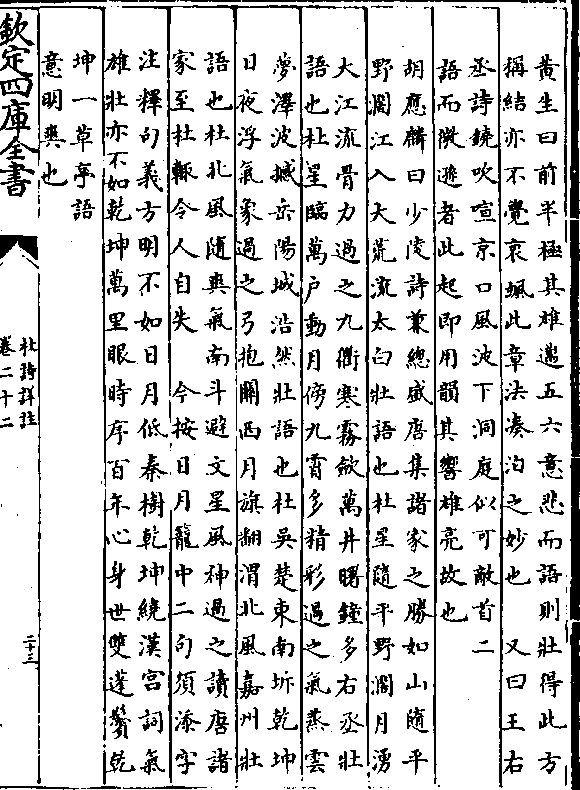 黄生曰前半極其雄邁五六意悲而語則壯得此方
稱結亦不覺衰颯此章法湊泊之妙也　又曰王右
丞詩鐃吹喧京口風波下洞庭似可敵首二
語而微遜者此起即用韻其響雄亮故也
胡應麟曰少陵詩兼總盛唐集諸家之勝如山隨平
野闊江入大荒流太白壯語也杜星隨平野濶月湧
大江流骨力過之九衢寒霧斂萬井曙鐘多右丞壯
語也杜星臨萬戶動月傍九霄多精彩過之氣蒸雲
夢澤波撼岳陽城浩然壯語也杜吳楚東南坼乾坤
日夜浮氣象過之弓抱關西月旗翻渭北風嘉州壯
語也杜北風隨爽氣南斗避文星風神過之讀唐諸
家至杜輒令人自失　今按日月籠中二句須添字
注釋句義方明不如日月低秦樹乾坤繞漢宮詞氣
雄壯亦不如乾坤萬里眼時序百年心身世雙蓬鬢乾
坤一草亭語
意明爽也
欽定四庫全書
杜詩詳註
卷二十二
二十三